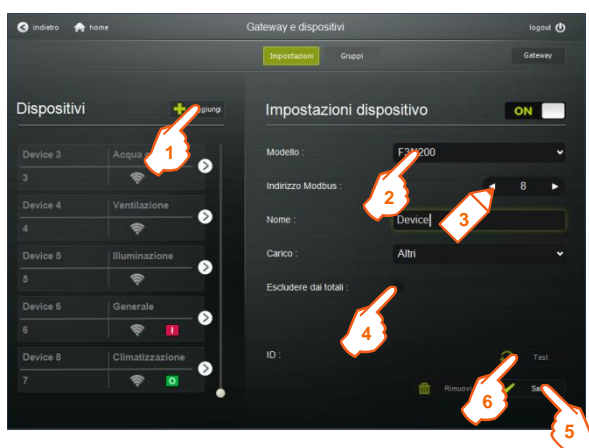 indietro
home
Gateway e dispositivi
logout
Impostazioni
Gruppi
Gateway
Dispositivi
Impostazioni dispositivo
ON
Device 3
Acqua
3
Device 4
Ventilazione
4
Device 5
Illuminazione
5
Device 6
Generale
6
I
Device 8
Climatizzazione
7
O
Modello :
Indirizzo Modbus :
8
Nome :
Device
Carico :
Altri
Escludere dai totali :
ID :
Test
Rimuovi
1
2
3
4
6
5